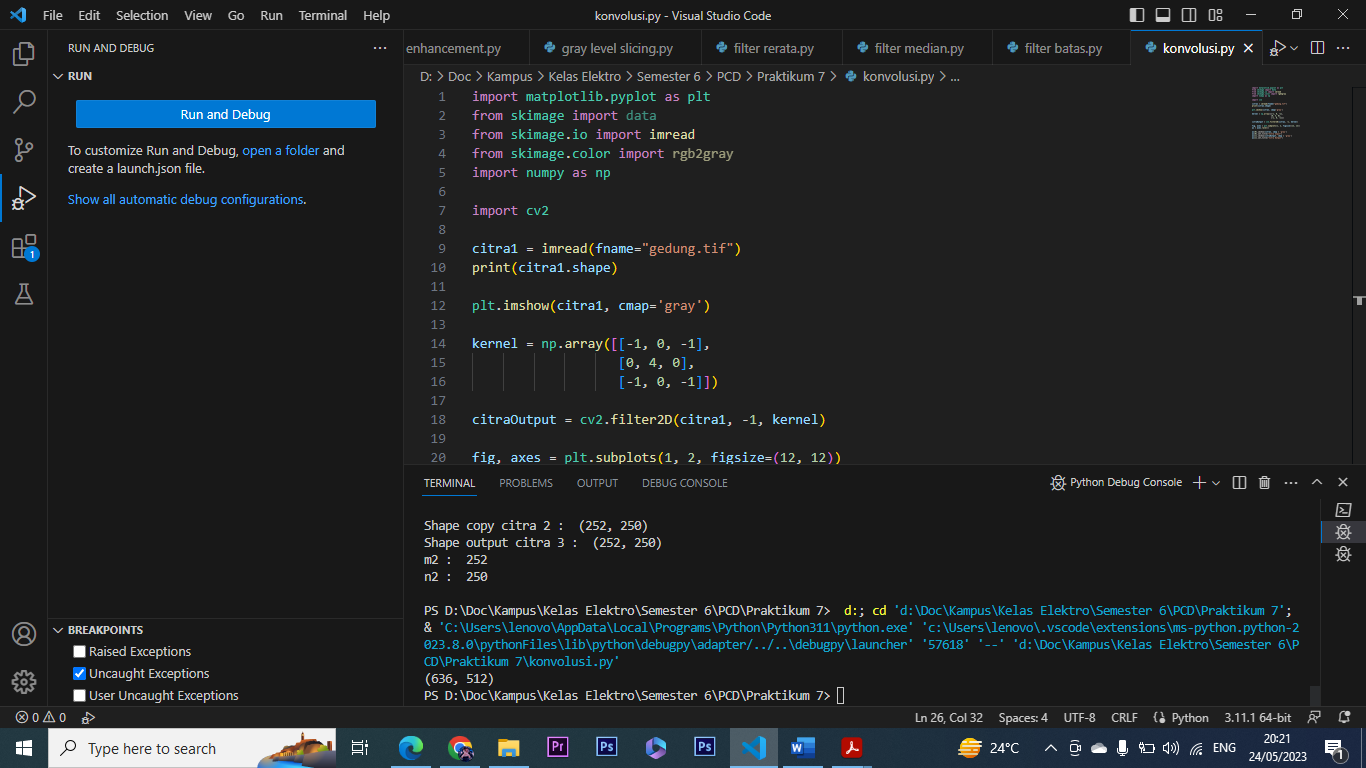 File Edit Selection View Go Run Terminal Help
konvolusi.py - Visual Studio Code
RUN AND DEBUG
RUN
Run and Debug
To customize Run and Debug, open a folder and
create a launch.json file.
Show all automatic debug configurations.
1
enhancement.py gray level slicing.py filter rerata.py filter median.py filter batas.py konvolusi.py
D: > Doc > Kampus > Kelas Elektro > Semester 6 > PCD > Praktikum 7 > konvolusi.py > ...
1 import matplotlib.pyplot as plt
2 from skimage import data
3 from skimage.io import imread
4 from skimage.color import rgb2gray
5 import numpy as np
6
7 import cv2
8
9 citra1 = imread(fname="gedung.tif")
10 print(citra1.shape)
11
12 plt.imshow(citra1, cmap='gray')
13
14 kernel = np.array([[-1, 0, -1],
15 [0, 4, 0],
16 [-1, 0, -1]])
17
18 citraOutput = cv2.filter2D(citra1, -1, kernel)
19
20 fig, axes = plt.subplots(1, 2, figsize=(12, 12))
TERMINAL PROBLEMS OUTPUT DEBUG CONSOLE
Python Debug Console
Shape copy citra 2 :  (252, 250)
Shape output citra 3 :  (252, 250)
m2 :  252
n2 :  250
PS D:\Doc\Kampus\Kelas Elektro\Semester 6\PCD\Praktikum 7>  d:; cd 'd:\Doc\Kampus\Kelas Elektro\Semester 6\PCD\Praktikum 7';
& 'C:\Users\lenovo\AppData\Local\Programs\Python\Python311\python.exe' 'c:\Users\lenovo\.vscode\extensions\ms-python.python-2
023.8.0\pythonFiles\lib\python\debugpy\adapter/../..\debugpy\launcher' '57618' '--' 'd:\Doc\Kampus\Kelas Elektro\Semester 6\P
CD\Praktikum 7\konvolusi.py'
(636, 512)
PS D:\Doc\Kampus\Kelas Elektro\Semester 6\PCD\Praktikum 7>
BREAKPOINTS
Raised Exceptions
Uncaught Exceptions
User Uncaught Exceptions
0 0
Ln 26, Col 32 Spaces: 4 UTF-8 CRLF Python 3.11.1 64-bit
Type here to search
Pr Ps Ps
24°C
ENG
20:21
24/05/2023
1